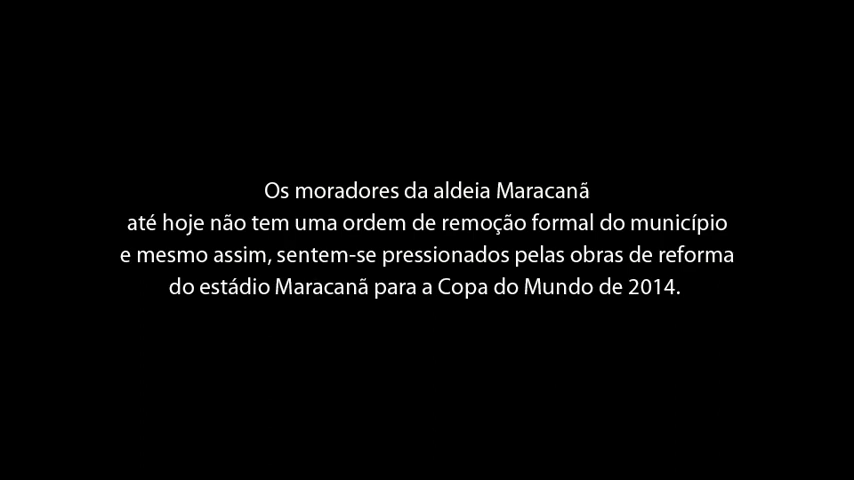 Os moradores da aldeia Maracanã
até hoje não tem uma ordem de remoção formal do município
e mesmo assim, sentem-se pressionados pelas obras de reforma
do estádio Maracanã para a Copa do Mundo de 2014.